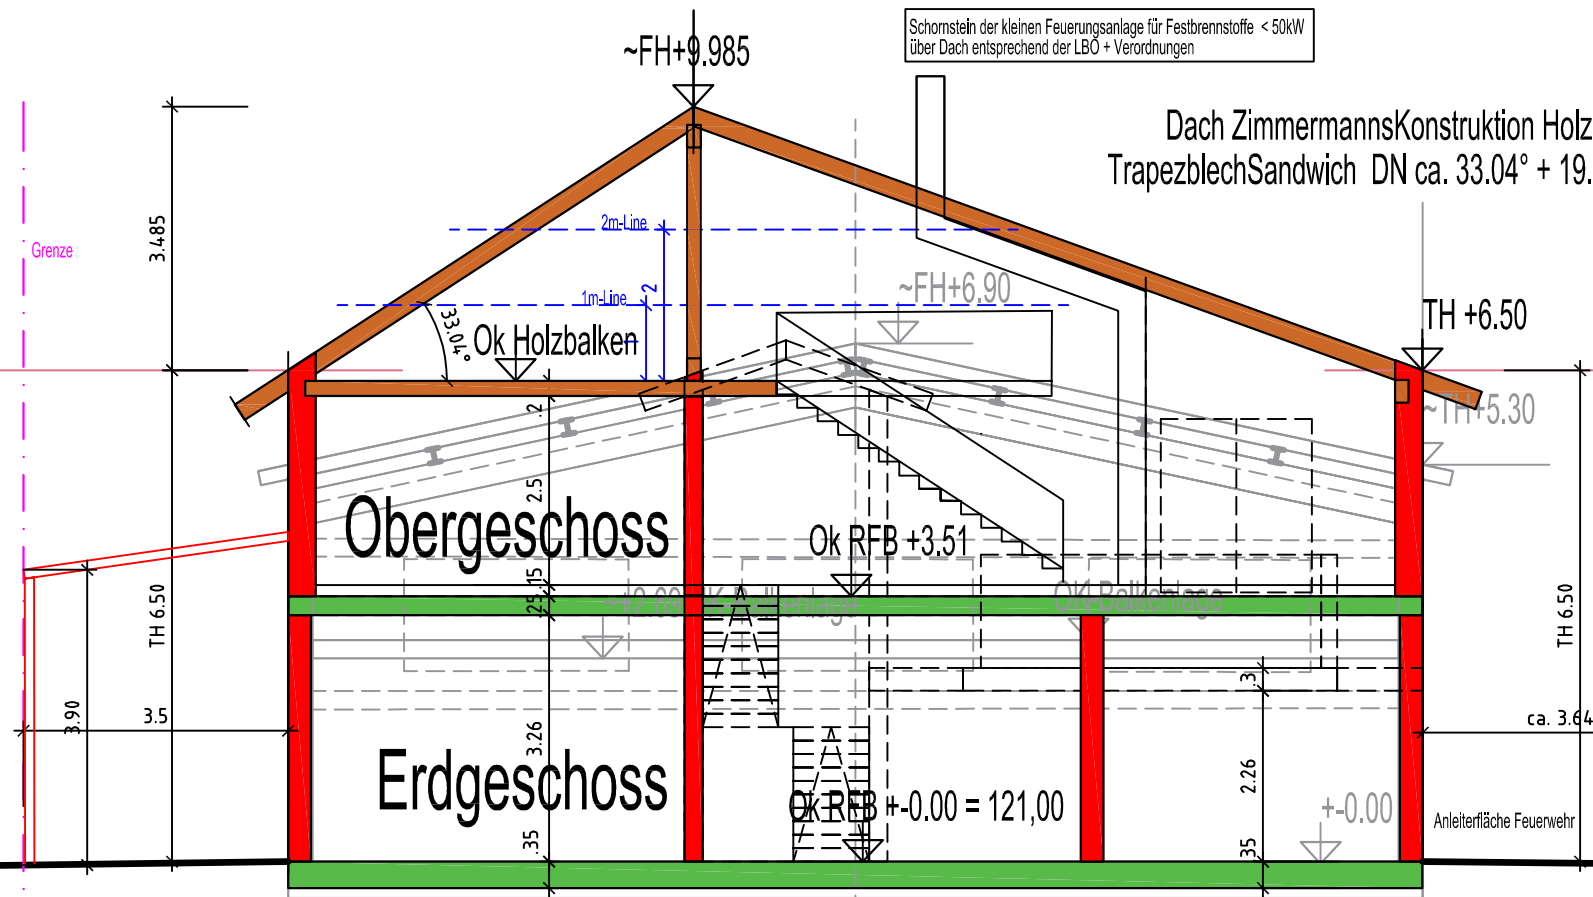 Schornstein der kleinen Feuerungsanlage für Festbrennstoffe < 50kW
über Dach entsprechend der LBO + Verordnungen
~FH+9.985
Dach ZimmermannsKonstruktion Holz
TrapezblechSandwich DN ca. 33.04° + 19.
3.485
Grenze
2m-Line
2
1m-Line
1
~FH+6.90
33.04°
Ok Holzbalken
TH +6.50
~TH+5.30
.2
2.5
Obergeschoss
Ok RFB +3.51
.15
.25
OK Balkenlage
TH 6.50
TH 6.50
3.90
3.5
3.26
.3
ca. 3.64
2.26
Erdgeschoss
Ok RFB +-0.00 = 121,00
+-0.00
Anleiterfläche Feuerwehr
.35
.35